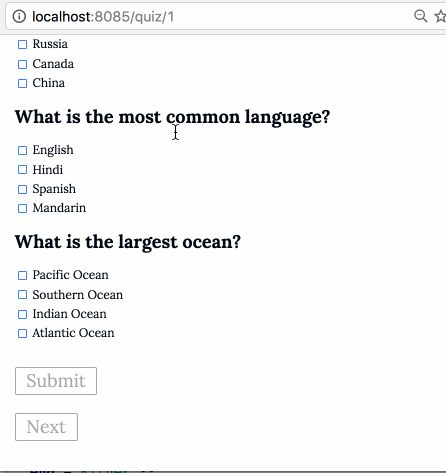 localhost:8085/quiz/1
Russia
Canada
China
What is the most common language?
English
Hindi
Spanish
Mandarin
What is the largest ocean?
Pacific Ocean
Southern Ocean
Indian Ocean
Atlantic Ocean
Submit
Next